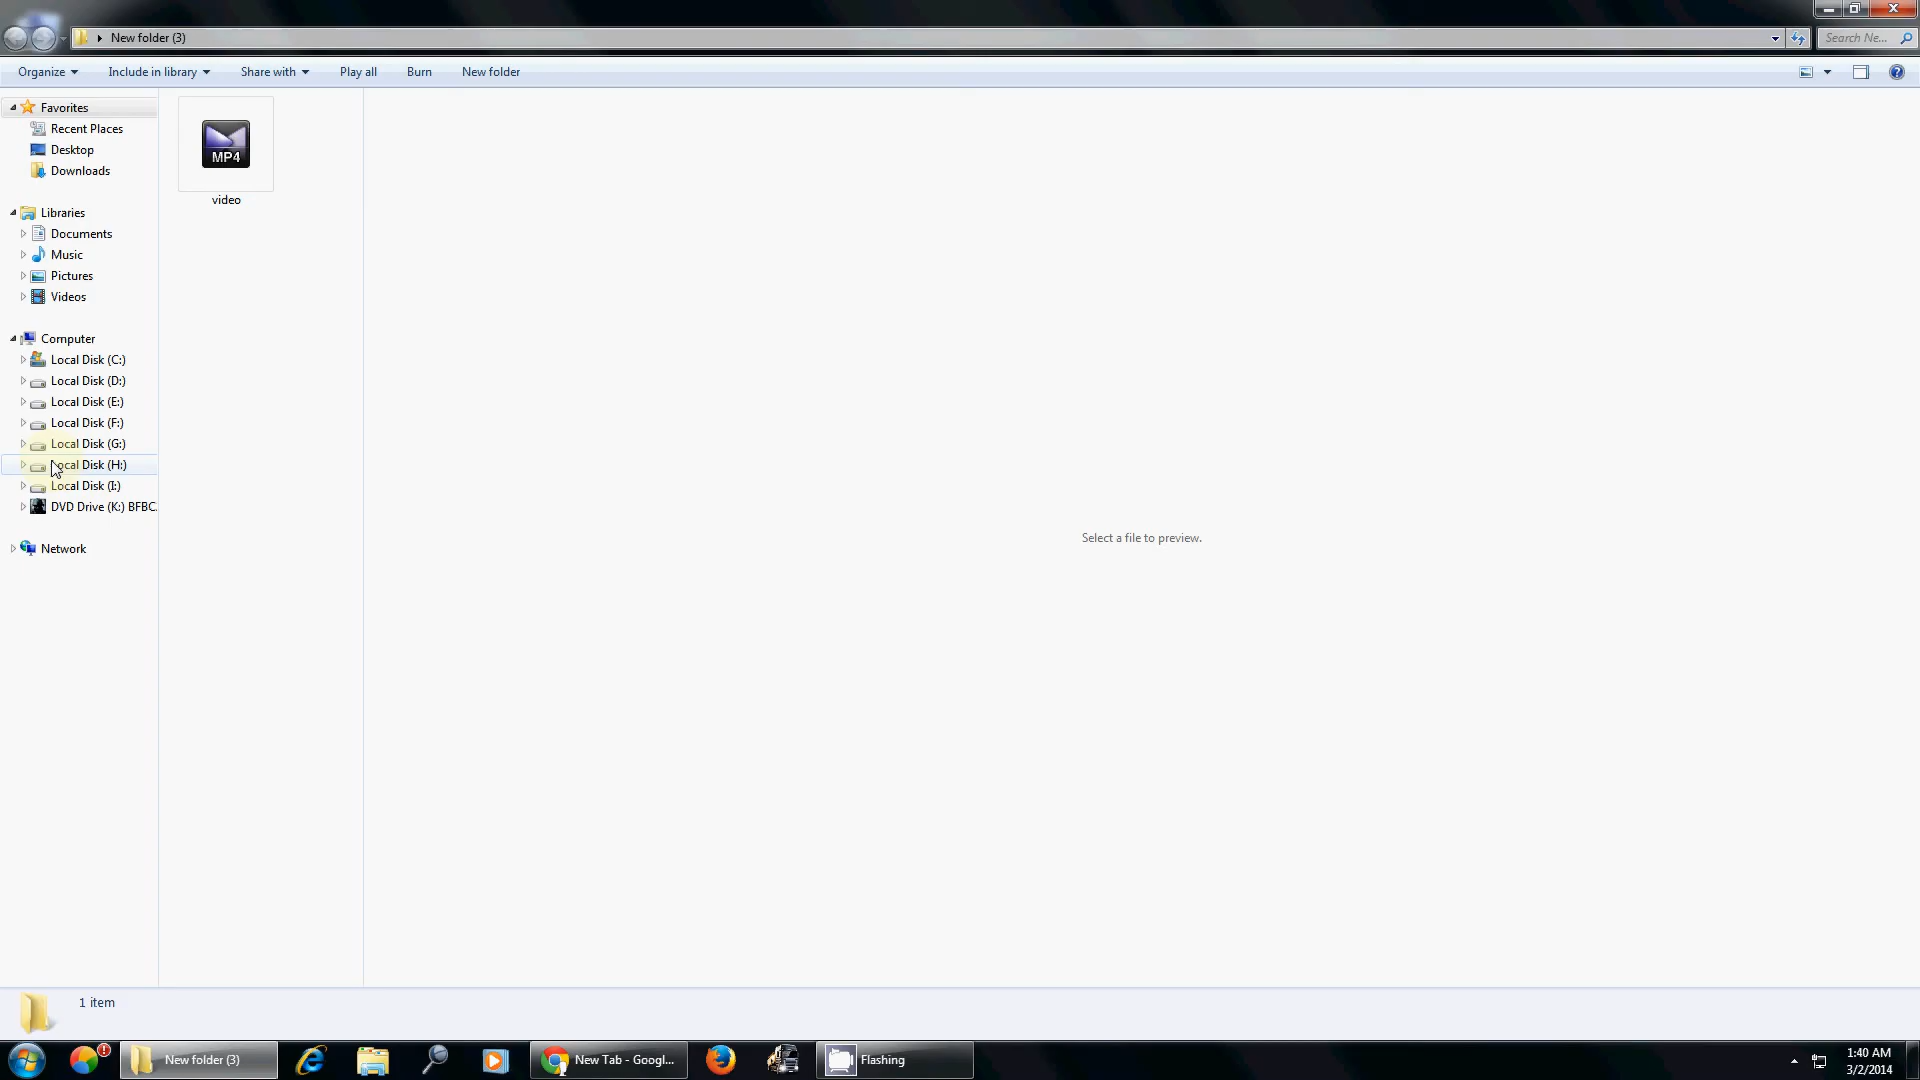 New folder (3)
Search Ne...
Organize
Include in library
Share with
Play all
Burn
New folder
Favorites
Recent Places
Desktop
Downloads
Libraries
Documents
Music
Pictures
Videos
Computer
Local Disk (C:)
Local Disk (D:)
Local Disk (E:)
Local Disk (F:)
Local Disk (G:)
Local Disk (H:)
Local Disk (I:)
DVD Drive (K:) BFBC
Network
MP4
video
Select a file to preview.
1 item
New folder (3)
New Tab - Googl...
Flashing
1:40 AM
3/2/2014